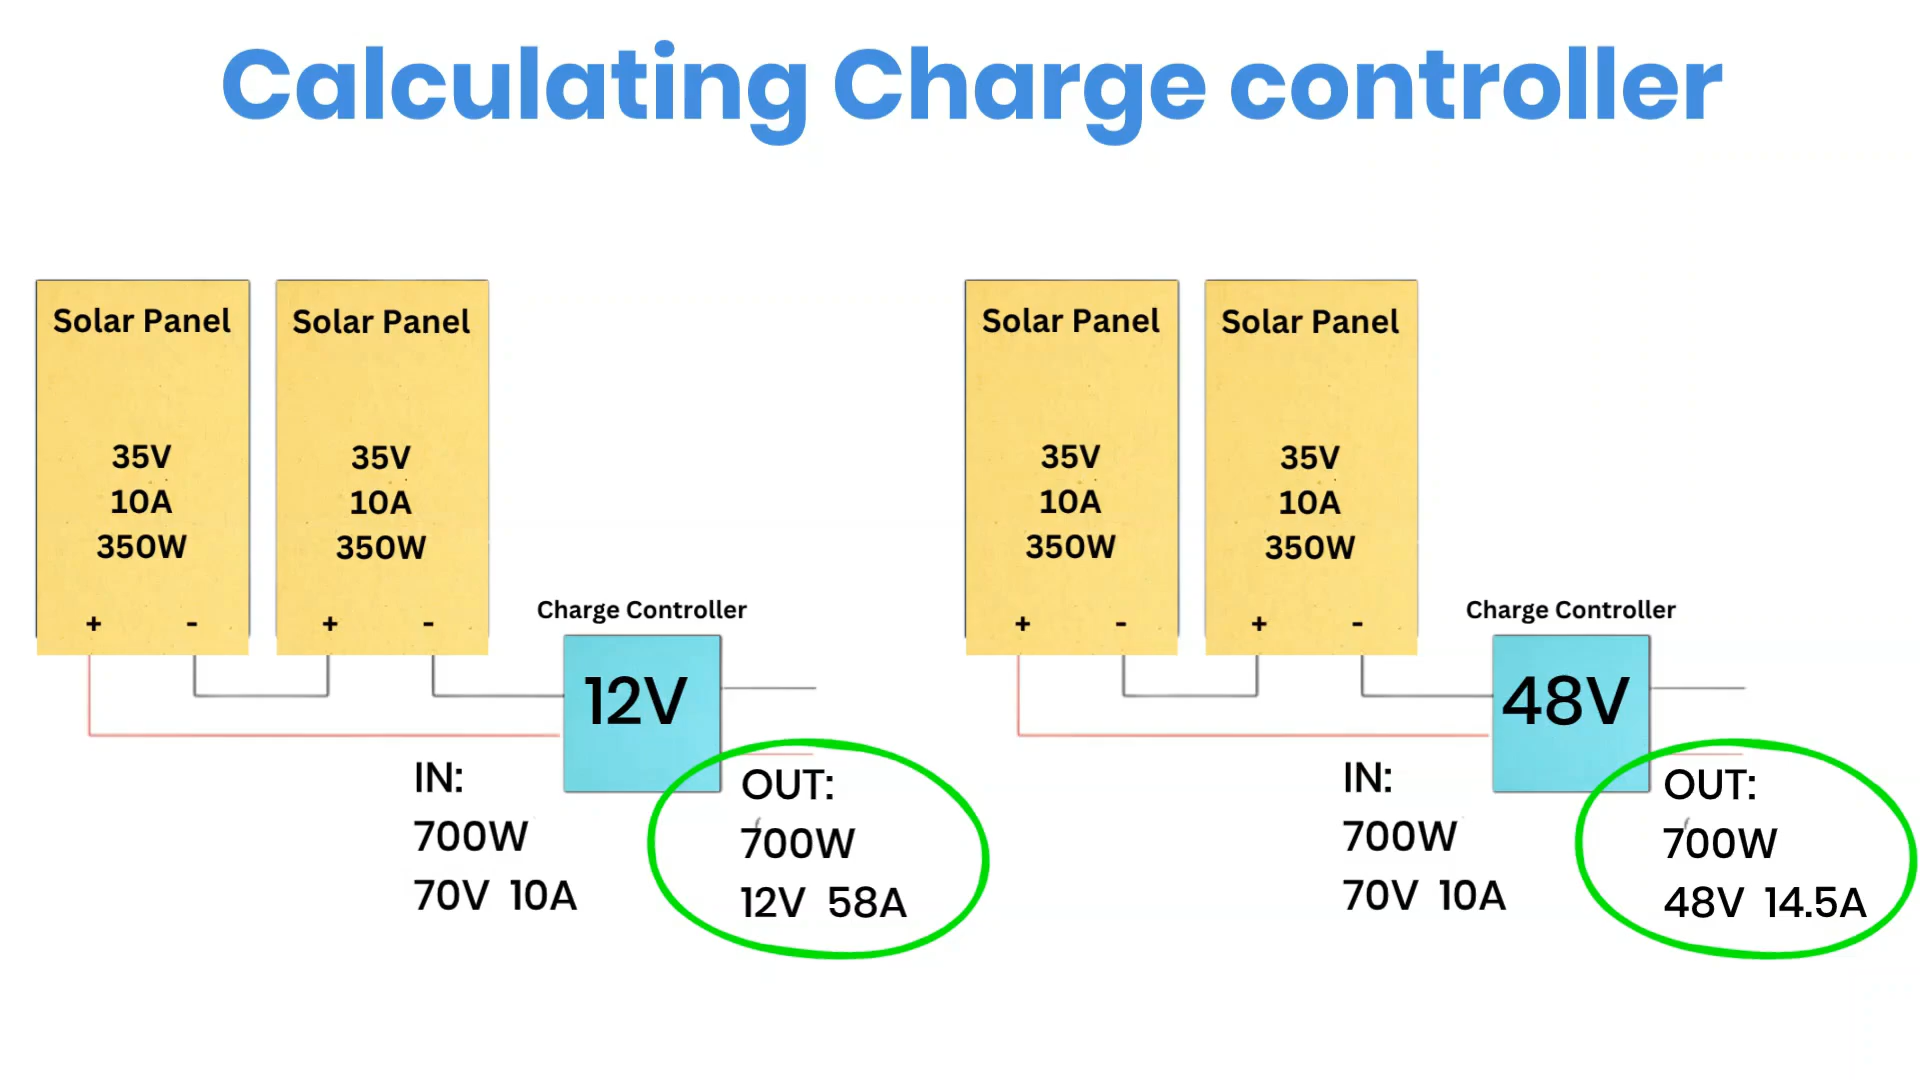 Calculating Charge controller
Solar Panel
35V
10A
350W
+ -
Solar Panel
35V
10A
350W
+ -
Charge Controller
12V
IN:
700W
70V 10A
OUT:
700W
12V 58A
Solar Panel
35V
10A
350W
+ -
Solar Panel
35V
10A
350W
+ -
Charge Controller
48V
IN:
700W
70V 10A
OUT:
700W
48V 14.5A